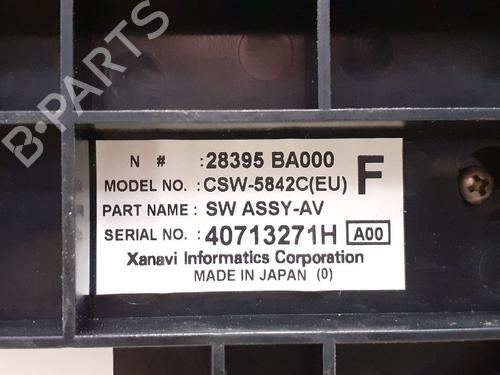 B-PARTS
N # : 28395 BA000
MODEL NO. : CSW-5842C(EU) F
PART NAME : SW ASSY-AV
SERIAL NO. : 40713271H A00
Xanavi Informatics Corporation
MADE IN JAPAN (0)